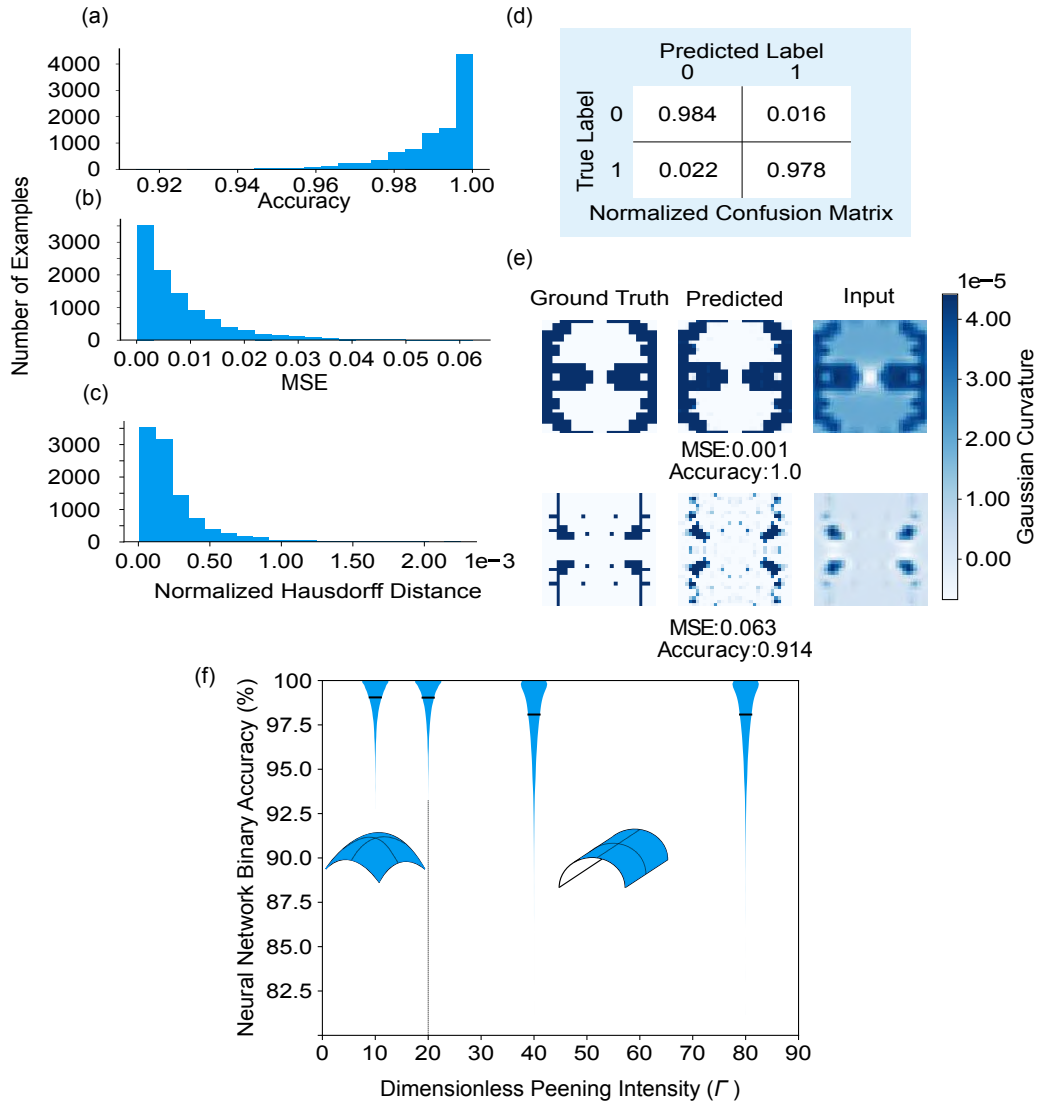 (a)
4000
3000
2000
1000
0
0.92 0.94 0.96 0.98 1.00
Accuracy
Number of Examples
(b)
3000
2000
1000
0
0.00 0.01 0.02 0.03 0.04 0.05 0.06
MSE
(c)
3000
2000
1000
0
0.00 0.50 1.00 1.50 2.00
1e−3
Normalized Hausdorff Distance
(d)
Predicted Label
0 1
True Label
0 0.984 0.016
1 0.022 0.978
Normalized Confusion Matrix
(e)
Ground Truth Predicted Input
MSE:0.001
Accuracy:1.0
MSE:0.063
Accuracy:0.914
1e−5
4.00
3.00
2.00
1.00
0.00
Gaussian Curvature
(f)
Neural Network Binary Accuracy (%)
100
97.5
95.0
92.5
90.0
87.5
85.0
82.5
0 10 20 30 40 50 60 70 80 90
Dimensionless Peening Intensity (Γ )